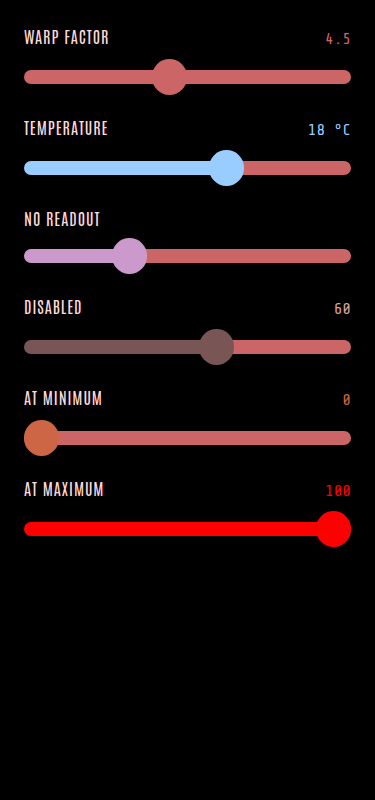 WARP FACTOR 4.5
TEMPERATURE 18 °C
NO READOUT
DISABLED 60
AT MINIMUM 0
AT MAXIMUM 100